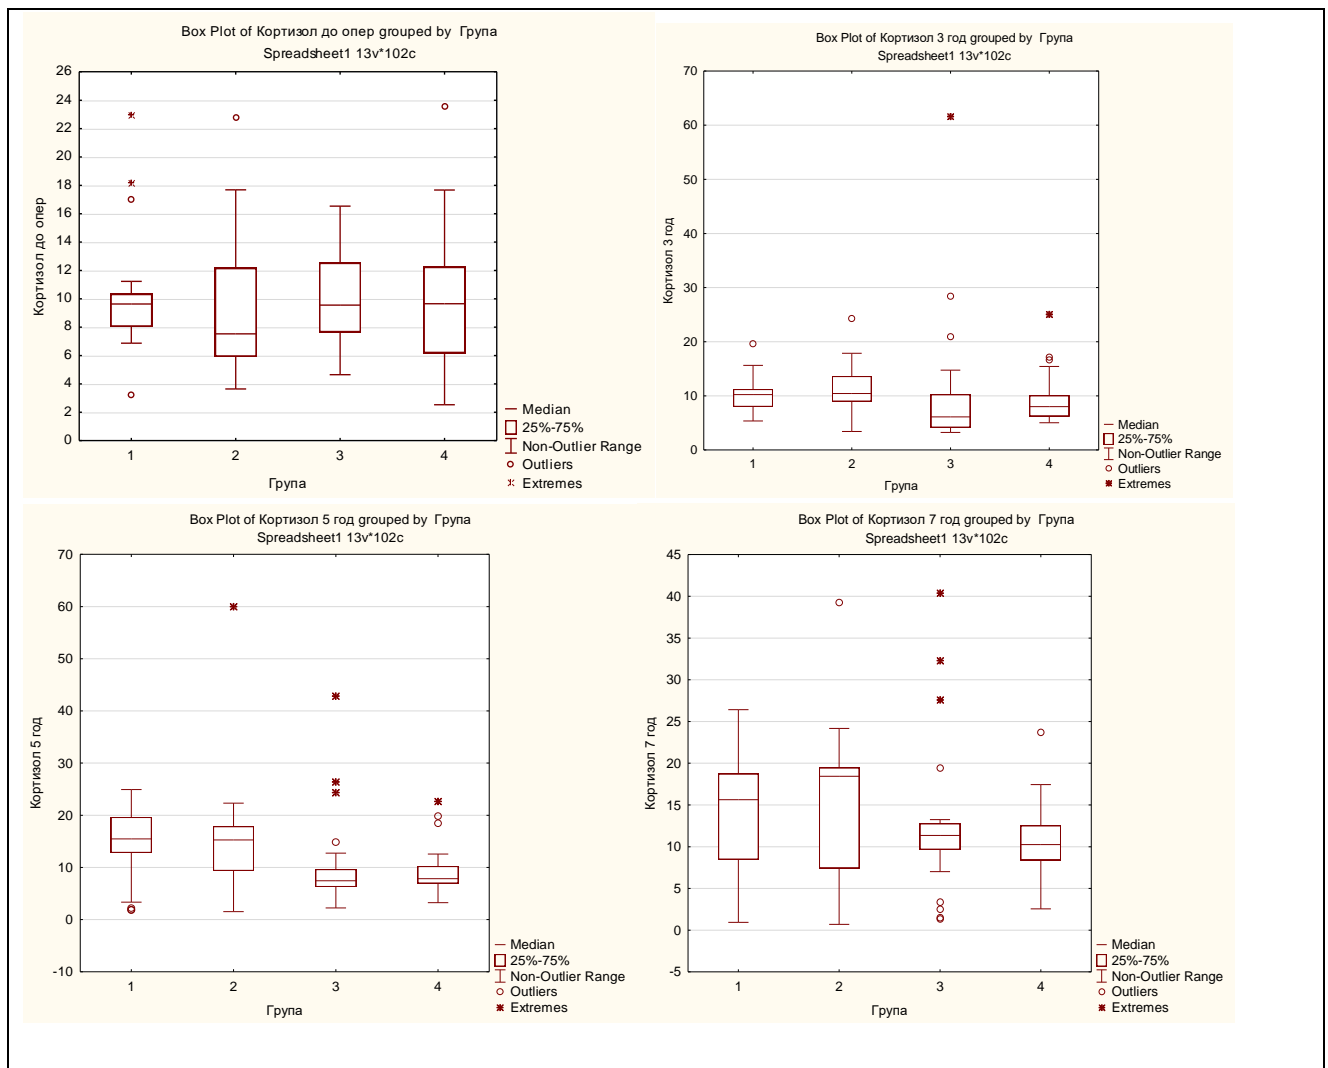 Box Plot of Кортизол до опер grouped by Група
Spreadsheet1 13v*102c
26
24
22
20
18
16
14
12
10
8
6
4
2
0
Кортизол до опер
1 2 3 4
Група
Median
25%-75%
Non-Outlier Range
Outliers
Extremes
Box Plot of Кортизол 3 год grouped by Група
Spreadsheet1 13v*102c
70
60
50
40
30
20
10
0
Кортизол 3 год
1 2 3 4
Група
Median
25%-75%
Non-Outlier Range
Outliers
Extremes
Box Plot of Кортизол 5 год grouped by Група
Spreadsheet1 13v*102c
70
60
50
40
30
20
10
0
-10
Кортизол 5 год
1 2 3 4
Група
Median
25%-75%
Non-Outlier Range
Outliers
Extremes
Box Plot of Кортизол 7 год grouped by Група
Spreadsheet1 13v*102c
45
40
35
30
25
20
15
10
5
0
-5
Кортизол 7 год
1 2 3 4
Група
Median
25%-75%
Non-Outlier Range
Outliers
Extremes